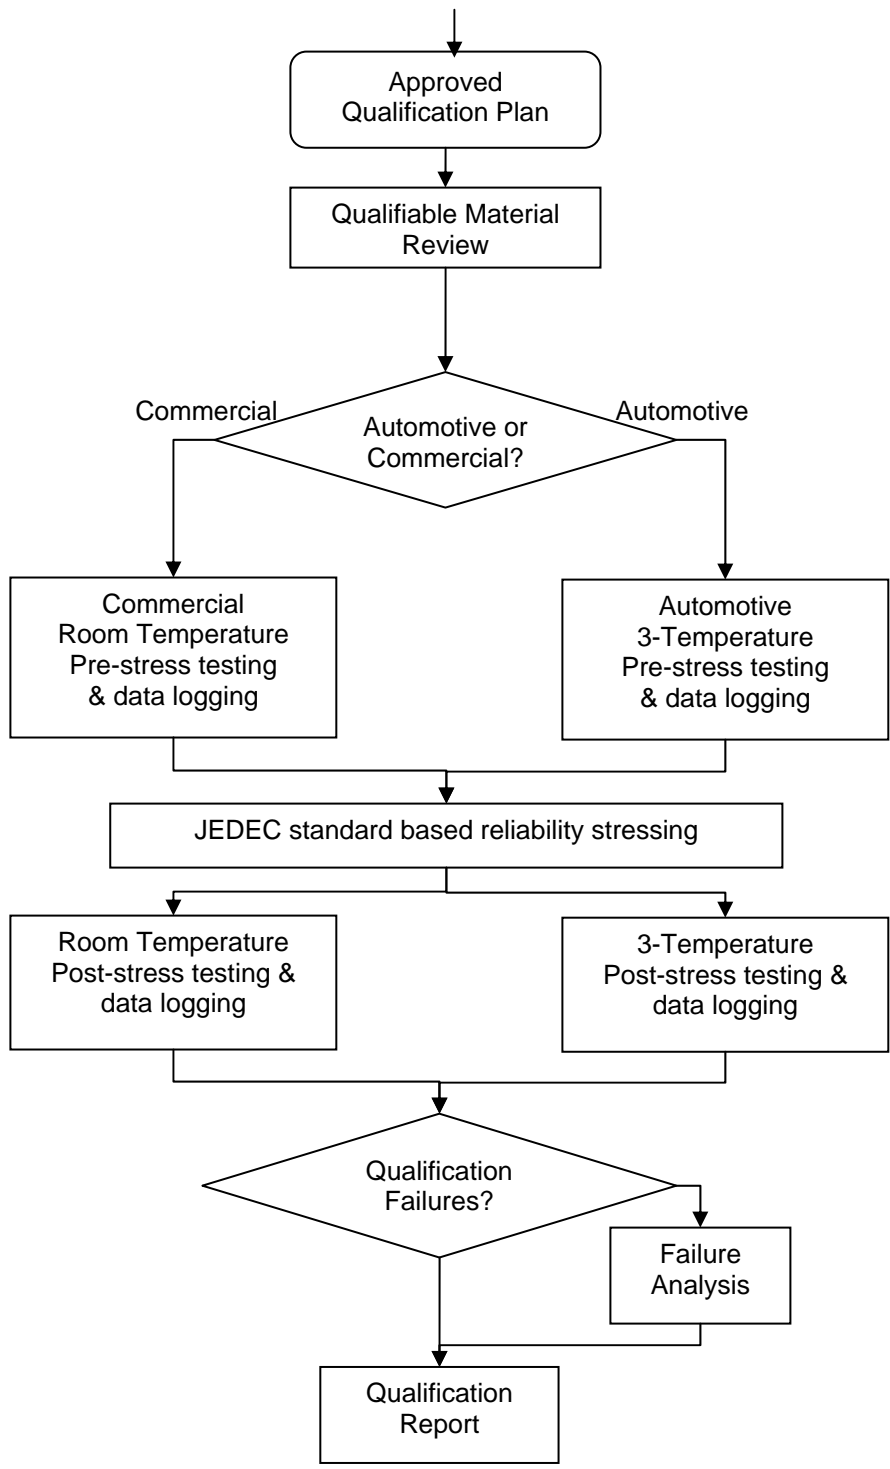 Approved
Qualification Plan
Qualifiable Material
Review
Commercial
Automotive
Automotive or
Commercial?
Commercial
Room Temperature
Pre-stress testing
& data logging
Automotive
3-Temperature
Pre-stress testing
& data logging
JEDEC standard based reliability stressing
Room Temperature
Post-stress testing &
data logging
3-Temperature
Post-stress testing &
data logging
Qualification
Failures?
Failure
Analysis
Qualification
Report